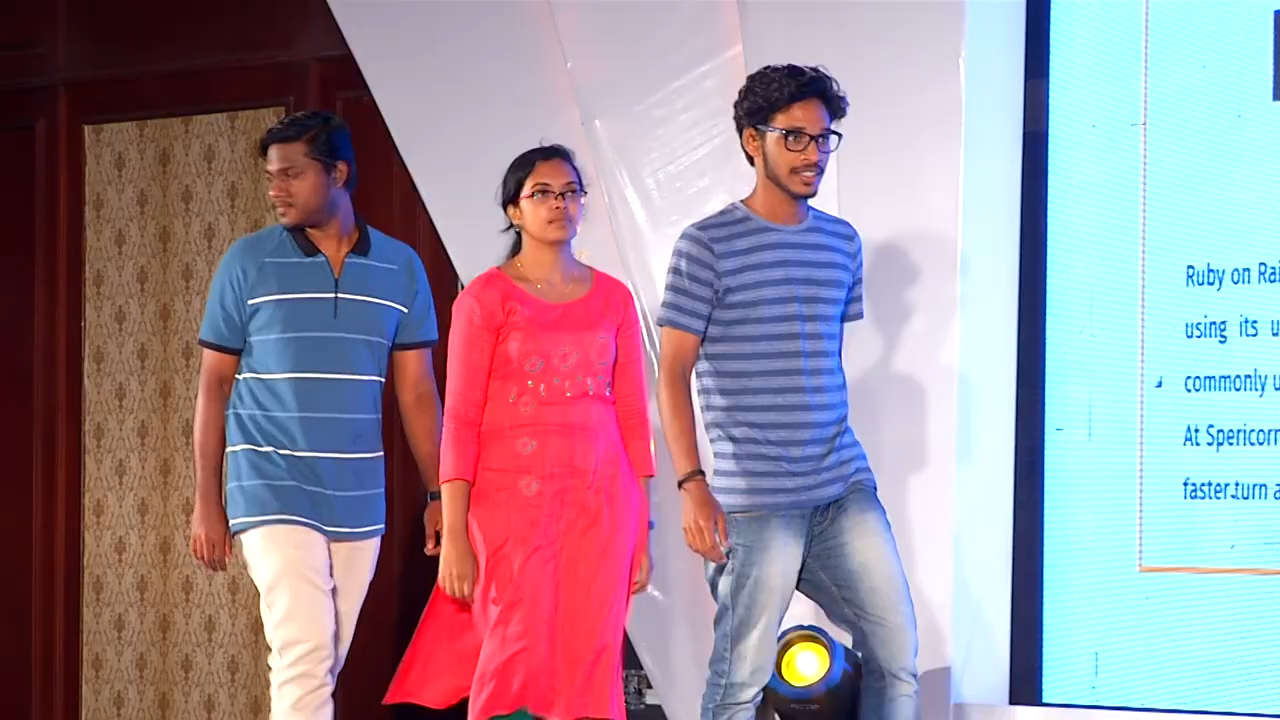 Ruby on Rai
using its u
commonly u
At Spericorn
faster turn a